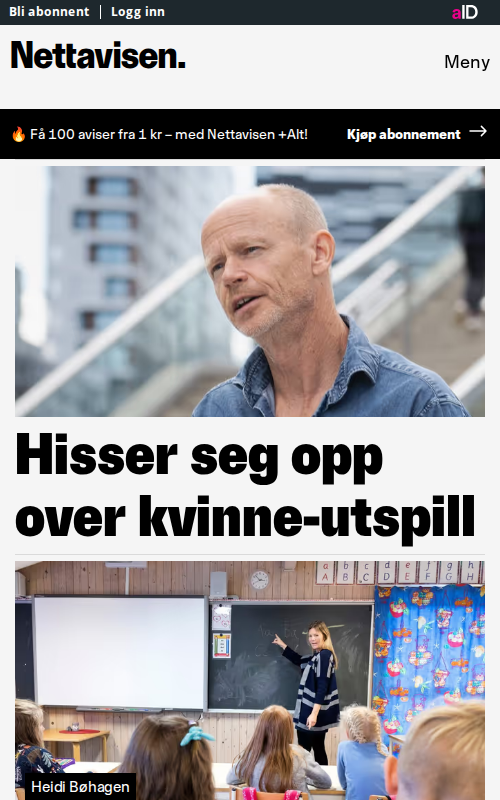 Bli abonnent
Logg inn
aID
Nettavisen.
Meny
🔥 Få 100 aviser fra 1 kr – med Nettavisen +Alt!
Kjøp abonnement →
Hisser seg opp
over kvinne-utspill
a b c d e f g h
A B C D E F G H
Heidi Bøhagen